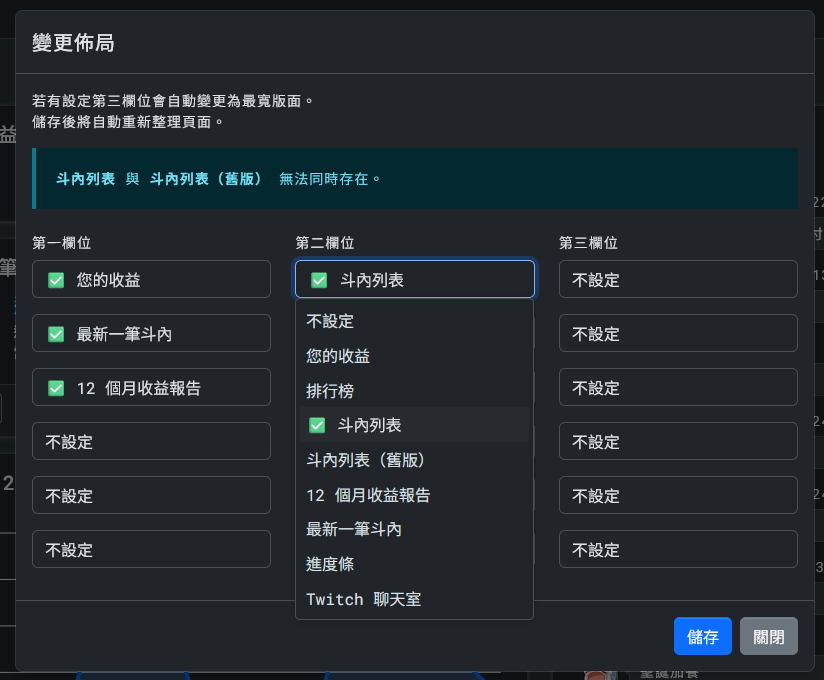 變更佈局
若有設定第三欄位會自動變更為最寬版面。
儲存後將自動重新整理頁面。
斗內列表 與 斗內列表（舊版） 無法同時存在。
第一欄位
✅ 您的收益
✅ 最新一筆斗內
✅ 12 個月收益報告
不設定
不設定
不設定
第二欄位
✅ 斗內列表
不設定
您的收益
排行榜
✅ 斗內列表
斗內列表（舊版）
12 個月收益報告
最新一筆斗內
進度條
Twitch 聊天室
第三欄位
不設定
不設定
不設定
不設定
不設定
不設定
儲存
關閉